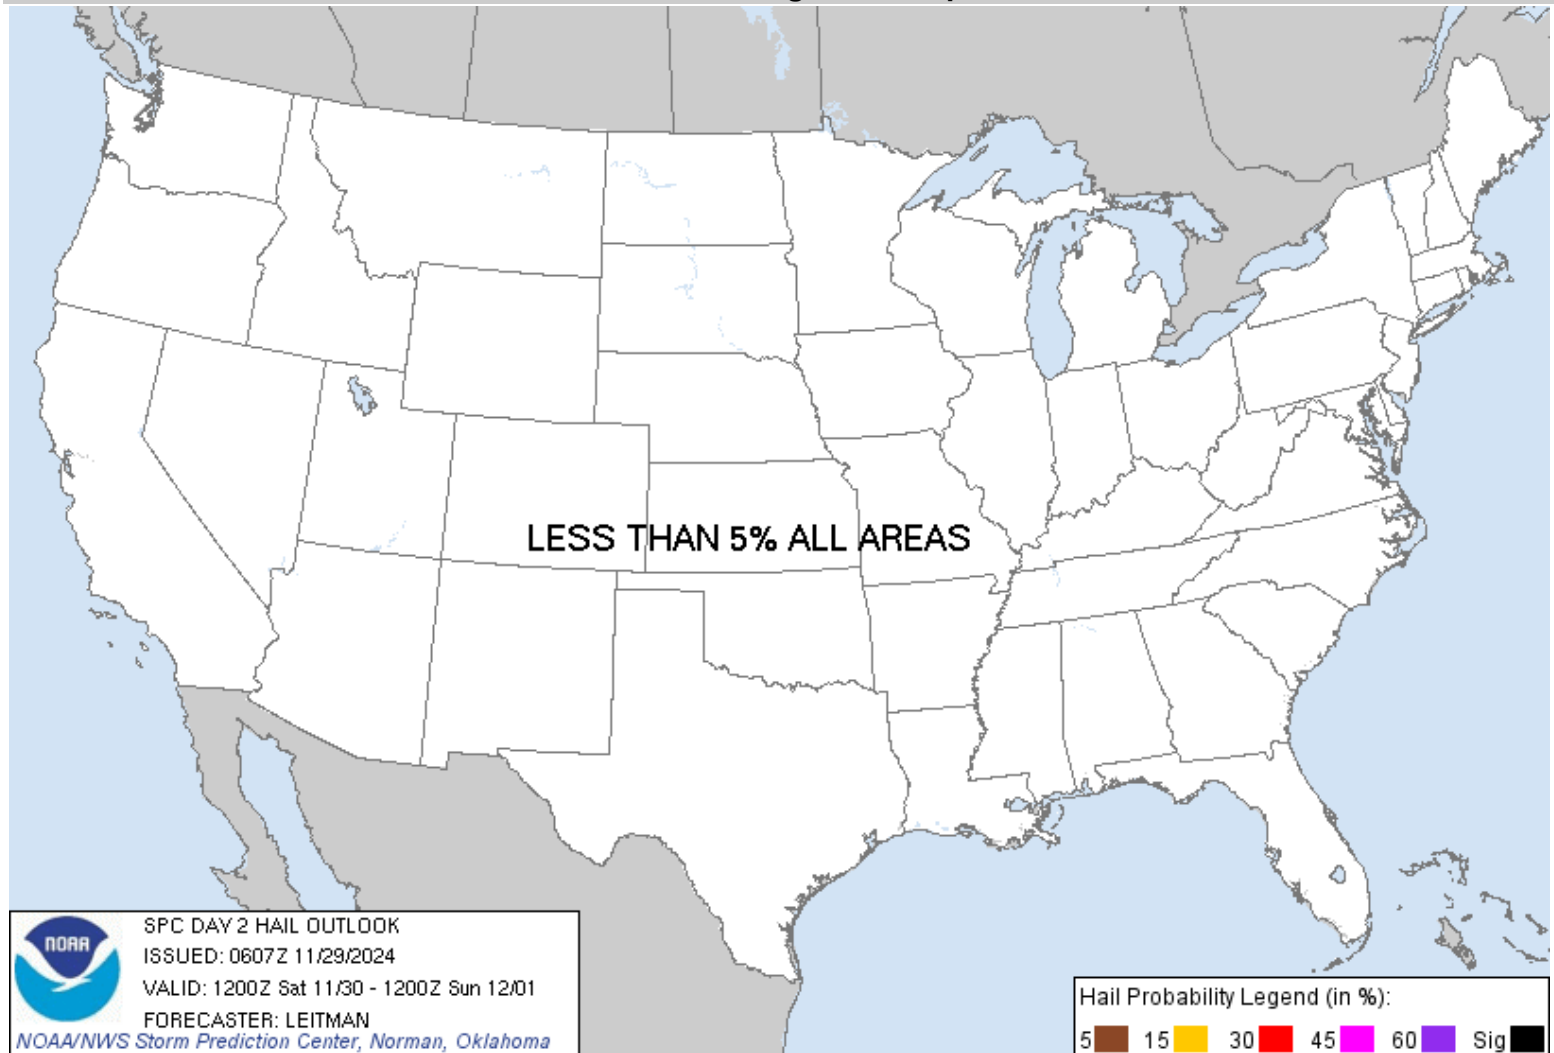 LESS THAN 5% ALL AREAS
NOAA
SPC DAY 2 HAIL OUTLOOK
ISSUED: 0607Z 11/29/2024
VALID: 1200Z Sat 11/30 - 1200Z Sun 12/01
FORECASTER: LEITMAN
NOAA/NWS Storm Prediction Center, Norman, Oklahoma
Hail Probability Legend (in %):
5 15 30 45 60 Sig